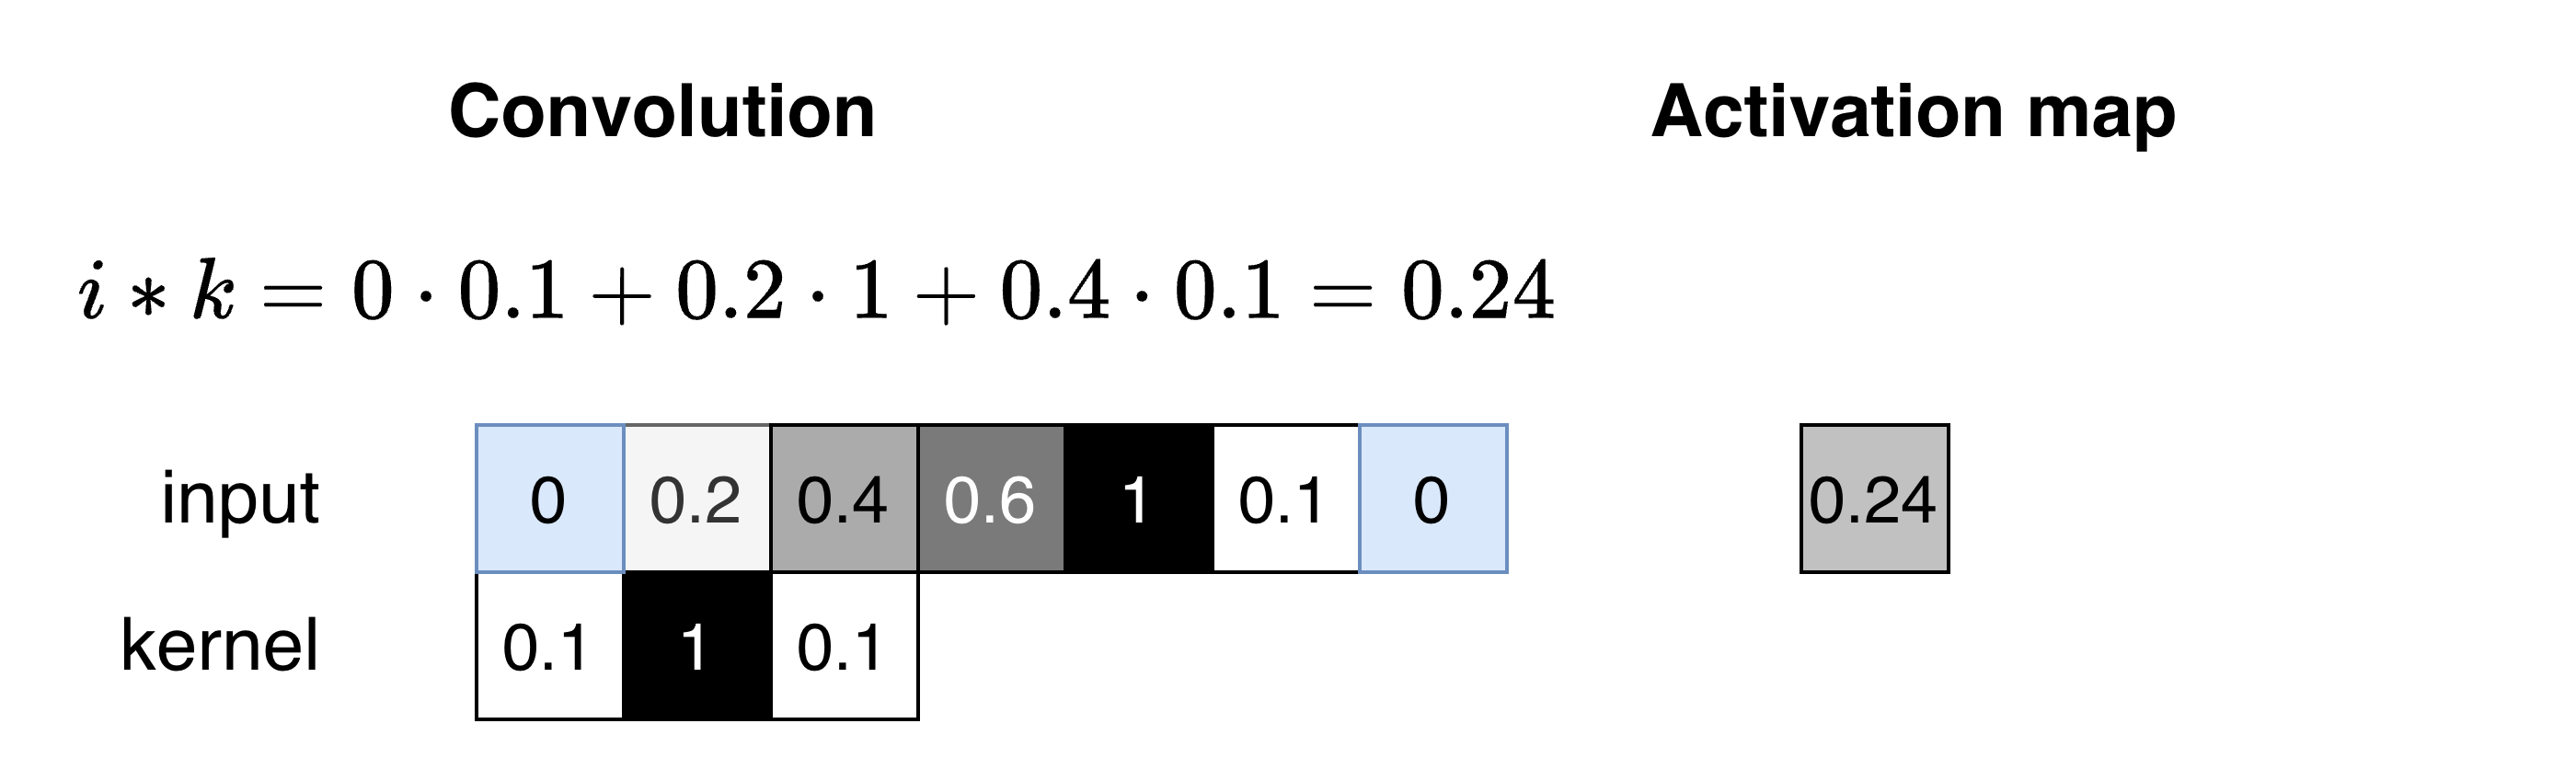 Convolution Activation map
i ∗ k = 0 · 0.1 + 0.2 · 1 + 0.4 · 0.1 = 0.24
input 0 0.2 0.4 0.6 1 0.1 0 0.24
kernel 0.1 1 0.1